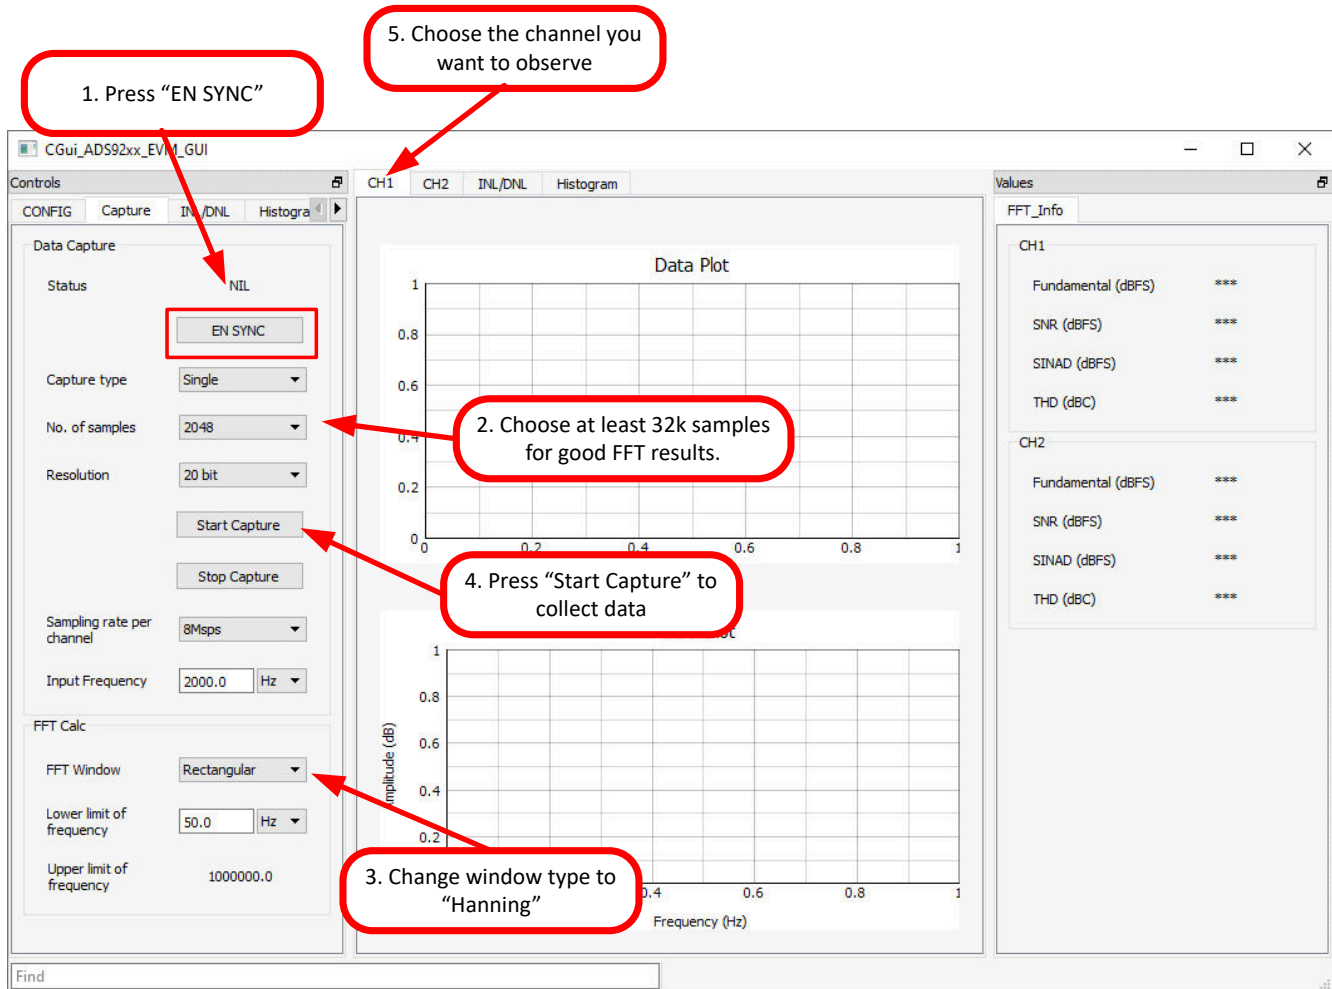 5. Choose the channel you
want to observe
1. Press “EN SYNC”
CGui_ADS92xx_EVM_GUI
Controls
CONFIG
Capture
INL/DNL
Histogra
Data Capture
Status
NIL
EN SYNC
Capture type
Single
No. of samples
2048
Resolution
20 bit
Start Capture
Stop Capture
Sampling rate per
channel
8Msps
Input Frequency
2000.0
Hz
FFT Calc
FFT Window
Rectangular
Lower limit of
frequency
50.0
Hz
Upper limit of
frequency
1000000.0
CH1
CH2
INL/DNL
Histogram
Data Plot
1
0.8
0.6
0.4
0.2
0
0
0.2
0.4
0.6
0.8
1
2. Choose at least 32k samples
for good FFT results.
4. Press “Start Capture” to
collect data
1
0.8
0.6
0.4
0.2
Amplitude (dB)
0.4
0.6
0.8
1
Frequency (Hz)
3. Change window type to
“Hanning”
Values
FFT_Info
CH1
Fundamental (dBFS)
***
SNR (dBFS)
***
SINAD (dBFS)
***
THD (dBC)
***
CH2
Fundamental (dBFS)
***
SNR (dBFS)
***
SINAD (dBFS)
***
THD (dBC)
***
Find